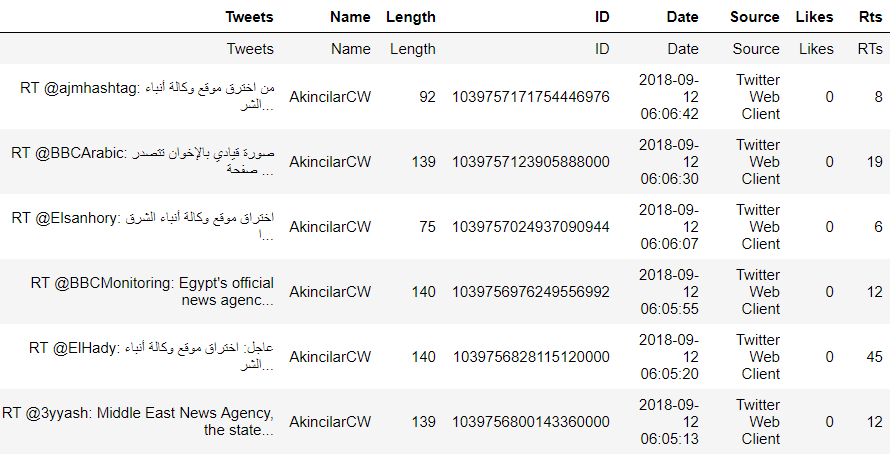 Tweets Name Length ID Date Source Likes Rts
Tweets Name Length ID Date Source Likes RTs
RT @ajmhashtag: من اخترق موقع وكالة أنباء
الشر...
AkincilarCW 92 1039757171754446976
2018-09-
12
06:06:42
Twitter
Web
Client
0 8
RT @BBCArabic: صورة قيادي بالإخوان تتصدر
صفحة ...
AkincilarCW 139 1039757123905888000
2018-09-
12
06:06:30
Twitter
Web
Client
0 19
RT @Elsanhory: اختراق موقع وكالة أنباء الشرق
ا...
AkincilarCW 75 1039757024937090944
2018-09-
12
06:06:07
Twitter
Web
Client
0 6
RT @BBCMonitoring: Egypt's official
news agenc...
AkincilarCW 140 1039756976249556992
2018-09-
12
06:05:55
Twitter
Web
Client
0 12
RT @ElHady: عاجل: اختراق موقع وكالة أنباء
الشر...
AkincilarCW 140 1039756828115120000
2018-09-
12
06:05:20
Twitter
Web
Client
0 45
RT @3yyash: Middle East News Agency,
the state...
AkincilarCW 139 1039756800143360000
2018-09-
12
06:05:13
Twitter
Web
Client
0 12